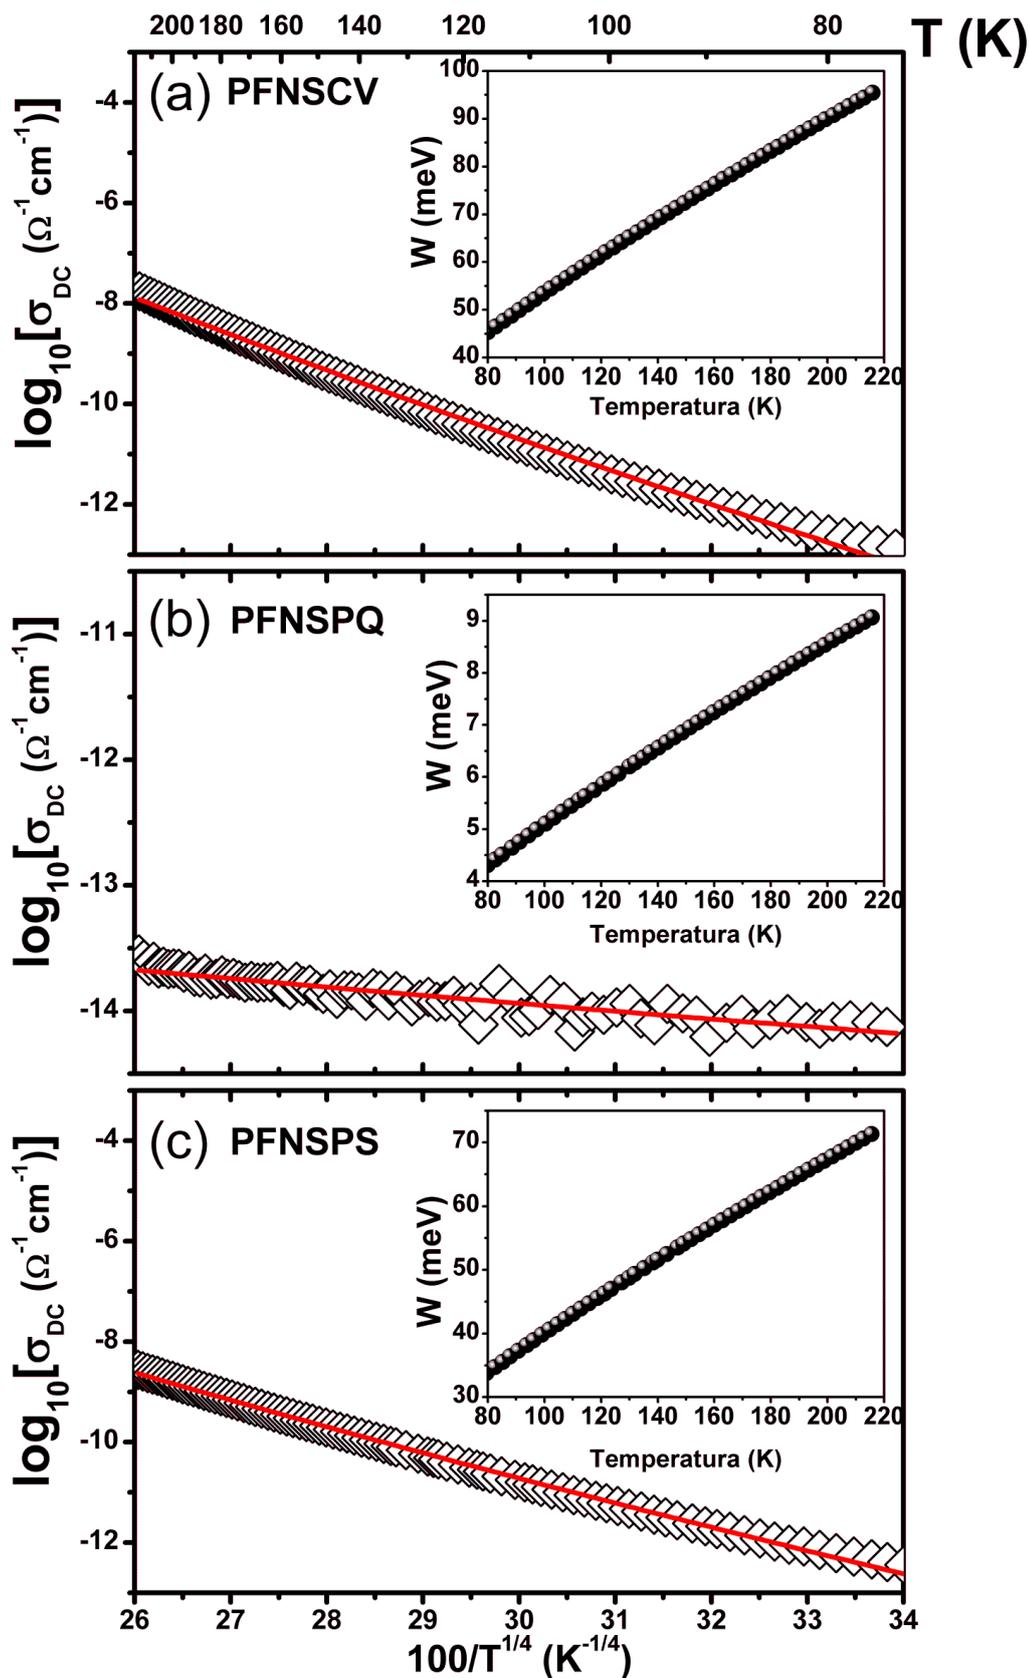 200 180 160 140 120 100 80 T (K)
(a) PFNSCV
log10[σDC (Ω-1cm-1)]
-4
-6
-8
-10
-12
W (meV)
100
90
80
70
60
50
40
80 100 120 140 160 180 200 220
Temperatura (K)
(b) PFNSPQ
log10[σDC (Ω-1cm-1)]
-11
-12
-13
-14
W (meV)
9
8
7
6
5
4
80 100 120 140 160 180 200 220
Temperatura (K)
(c) PFNSPS
log10[σDC (Ω-1cm-1)]
-4
-6
-8
-10
-12
W (meV)
70
60
50
40
30
80 100 120 140 160 180 200 220
Temperatura (K)
26 27 28 29 30 31 32 33 34
100/T1/4 (K-1/4)